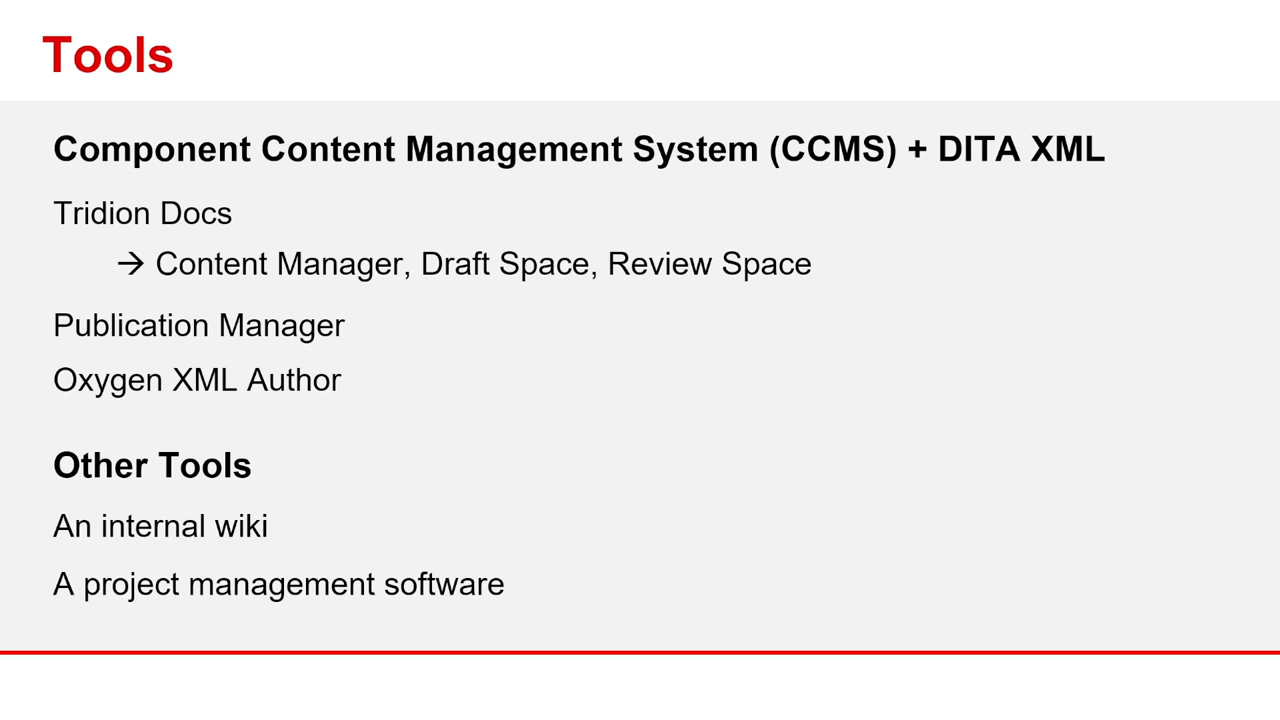 Tools
Component Content Management System (CCMS) + DITA XML
Tridion Docs
→ Content Manager, Draft Space, Review Space
Publication Manager
Oxygen XML Author
Other Tools
An internal wiki
A project management software